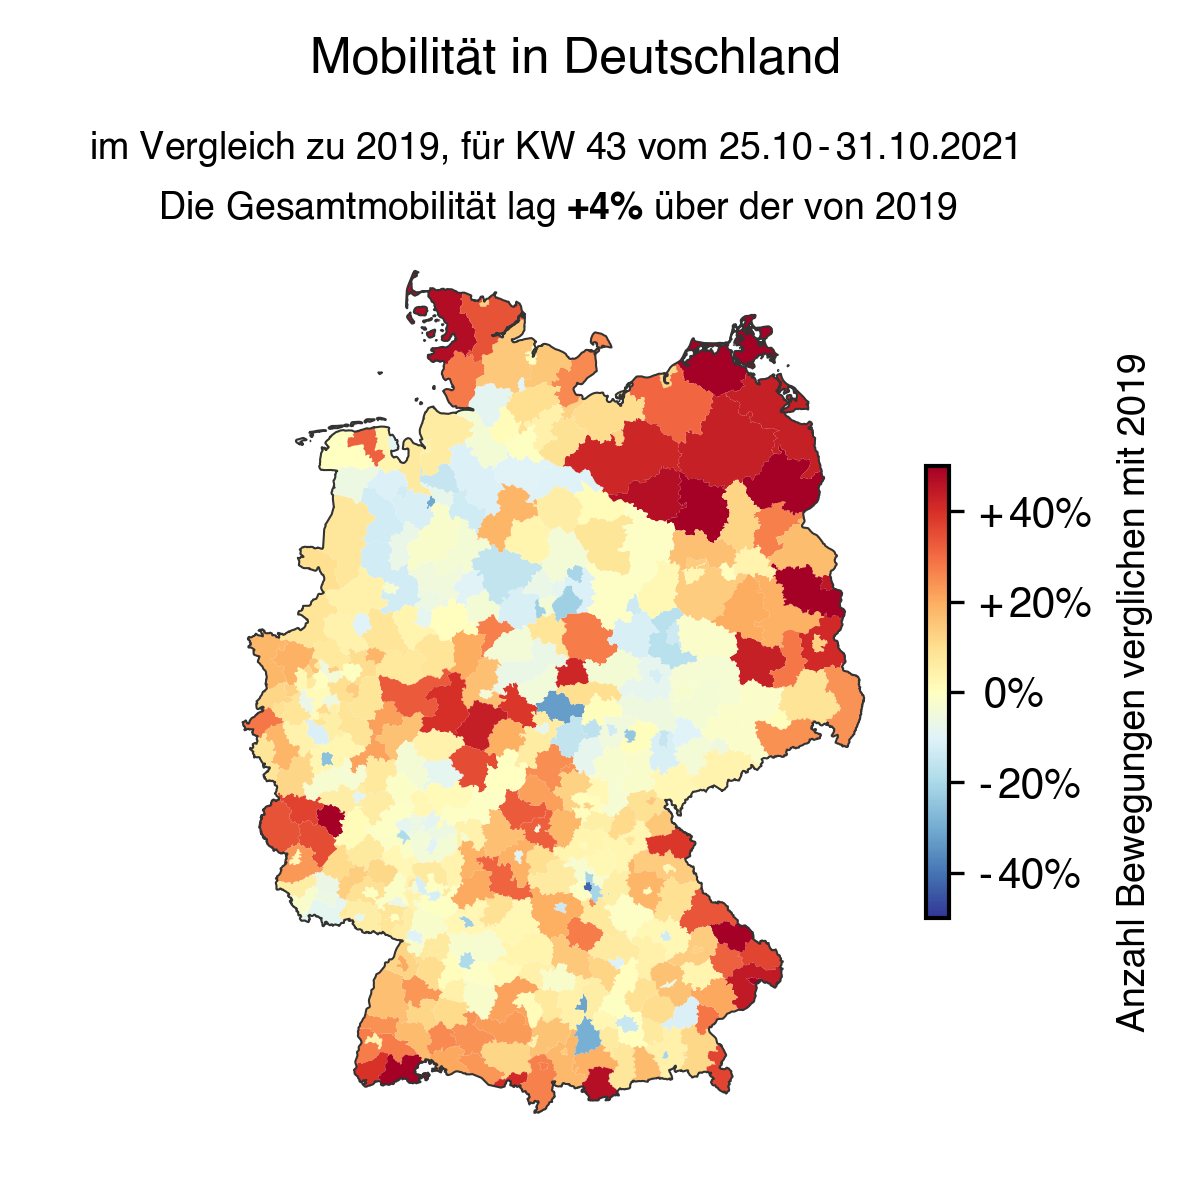 Mobilität in Deutschland
im Vergleich zu 2019, für KW 43 vom 25.10-31.10.2021
Die Gesamtmobilität lag +4% über der von 2019
+40%
+20%
0%
-20%
-40%
Anzahl Bewegungen verglichen mit 2019